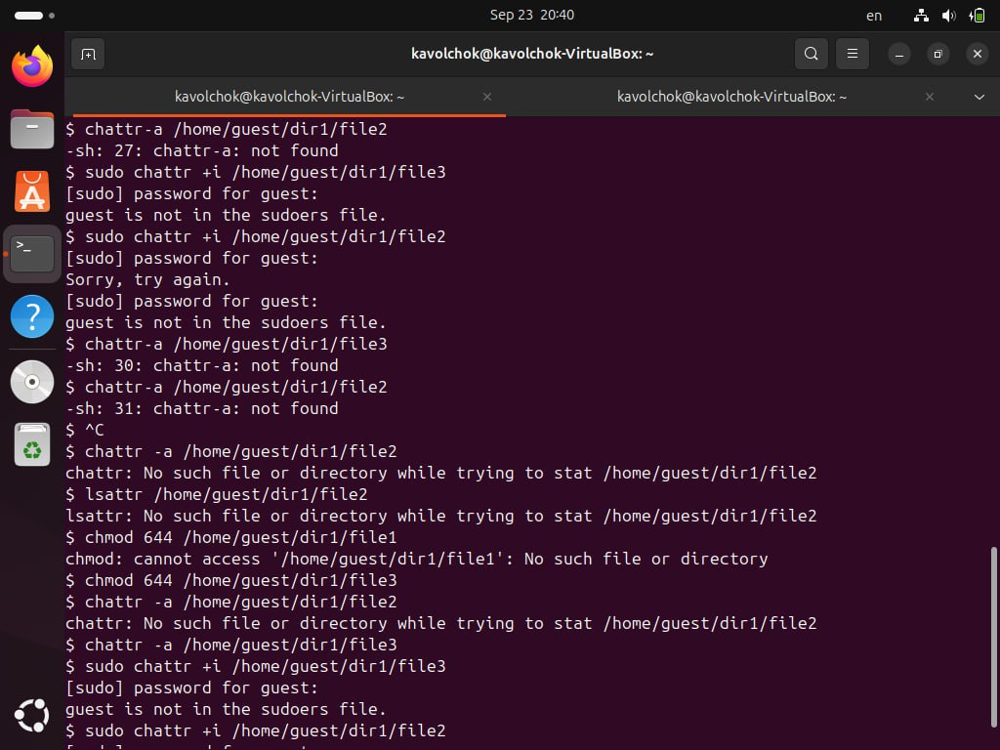 Sep 23 20:40
en
kavolchok@kavolchok-VirtualBox: ~
kavolchok@kavolchok-VirtualBox: ~
kavolchok@kavolchok-VirtualBox: ~
$ chattr-a /home/guest/dir1/file2
-sh: 27: chattr-a: not found
$ sudo chattr +i /home/guest/dir1/file3
[sudo] password for guest:
guest is not in the sudoers file.
$ sudo chattr +i /home/guest/dir1/file2
[sudo] password for guest:
Sorry, try again.
[sudo] password for guest:
guest is not in the sudoers file.
$ chattr-a /home/guest/dir1/file3
-sh: 30: chattr-a: not found
$ chattr-a /home/guest/dir1/file2
-sh: 31: chattr-a: not found
$ ^C
$ chattr -a /home/guest/dir1/file2
chattr: No such file or directory while trying to stat /home/guest/dir1/file2
$ lsattr /home/guest/dir1/file2
lsattr: No such file or directory while trying to stat /home/guest/dir1/file2
$ chmod 644 /home/guest/dir1/file1
chmod: cannot access '/home/guest/dir1/file1': No such file or directory
$ chmod 644 /home/guest/dir1/file3
$ chattr -a /home/guest/dir1/file2
chattr: No such file or directory while trying to stat /home/guest/dir1/file2
$ chattr -a /home/guest/dir1/file3
$ sudo chattr +i /home/guest/dir1/file3
[sudo] password for guest:
guest is not in the sudoers file.
$ sudo chattr +i /home/guest/dir1/file2